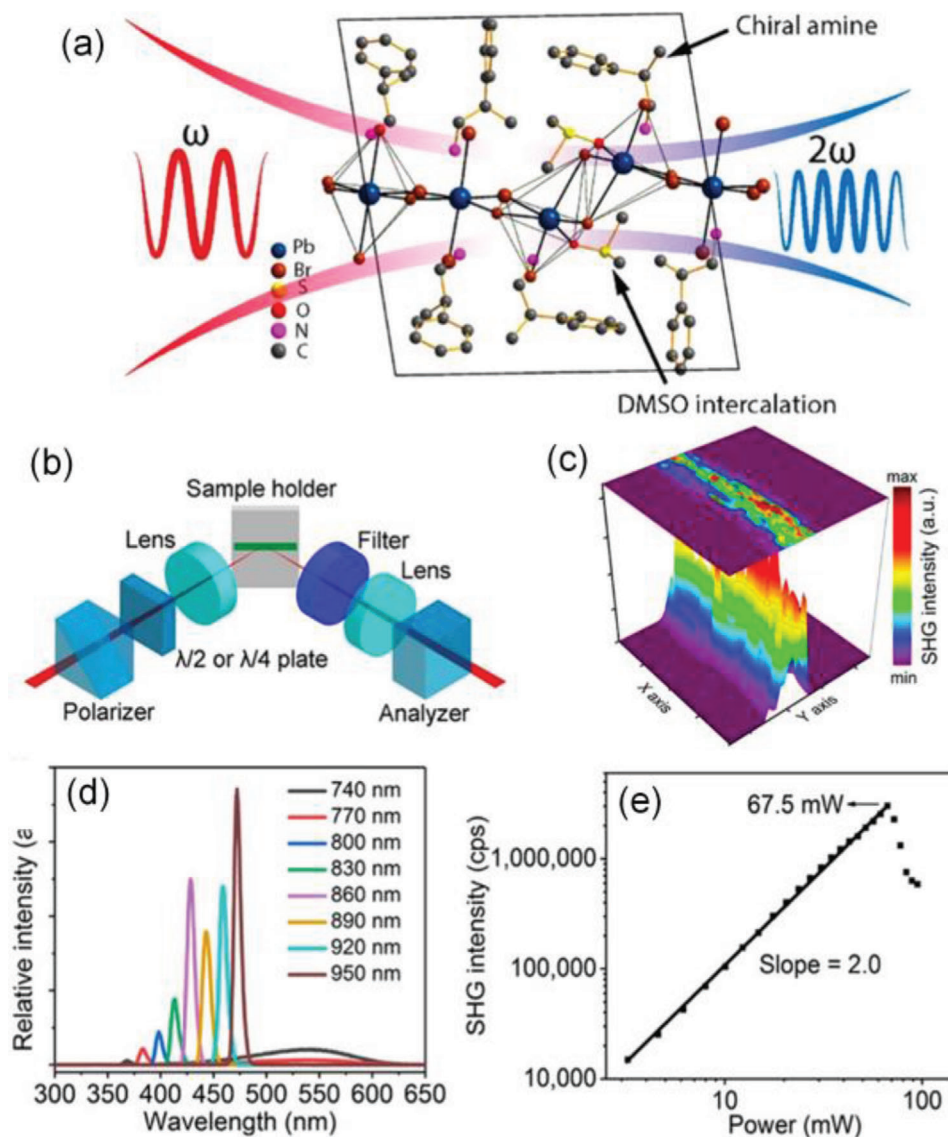 (a)
Chiral amine
ω
2ω
Pb
Br
S
O
N
C
DMSO intercalation
(b)
Sample holder
Lens
Filter
Lens
λ/2 or λ/4 plate
Polarizer
Analyzer
(c)
max
SHG intensity (a.u.)
min
X axis
Y axis
(d)
740 nm
770 nm
800 nm
830 nm
860 nm
890 nm
920 nm
950 nm
Relative intensity (a
300 350 400 450 500 550 600 650
Wavelength (nm)
(e)
67.5 mW
1,000,000
100,000
10,000
SHG intensity (cps)
Slope = 2.0
10 100
Power (mW)